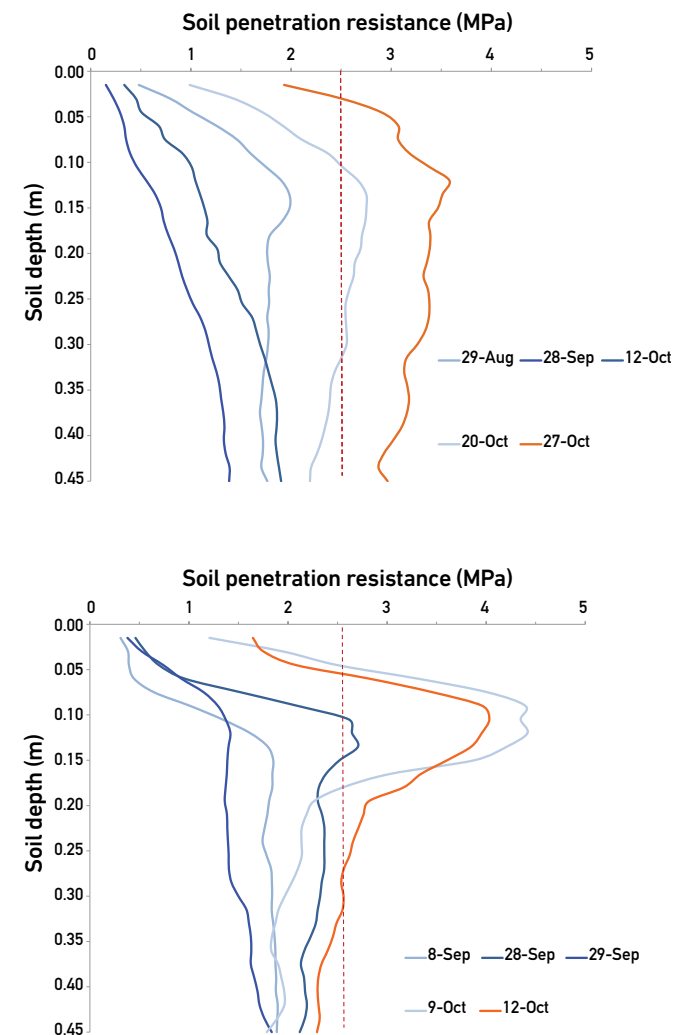 Soil penetration resistance (MPa)
0 1 2 3 4 5
Soil depth (m)
0.00
0.05
0.10
0.15
0.20
0.25
0.30
0.35
0.40
0.45
29-Aug 28-Sep 12-Oct
20-Oct 27-Oct
Soil penetration resistance (MPa)
0 1 2 3 4 5
Soil depth (m)
0.00
0.05
0.10
0.15
0.20
0.25
0.30
0.35
0.40
0.45
8-Sep 28-Sep 29-Sep
9-Oct 12-Oct